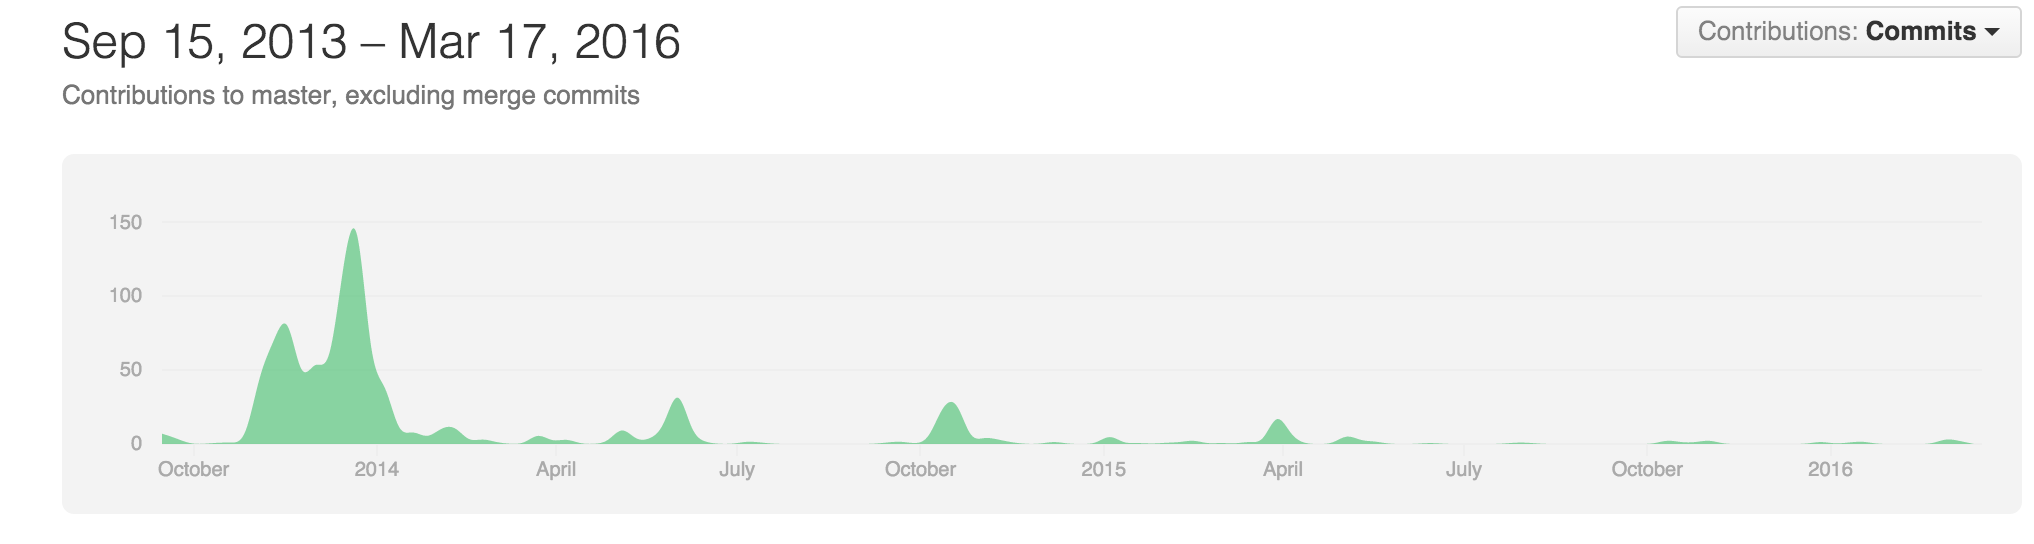 Sep 15, 2013 – Mar 17, 2016
Contributions: Commits
Contributions to master, excluding merge commits
150
100
50
0
October 2014 April July October 2015 April July October 2016